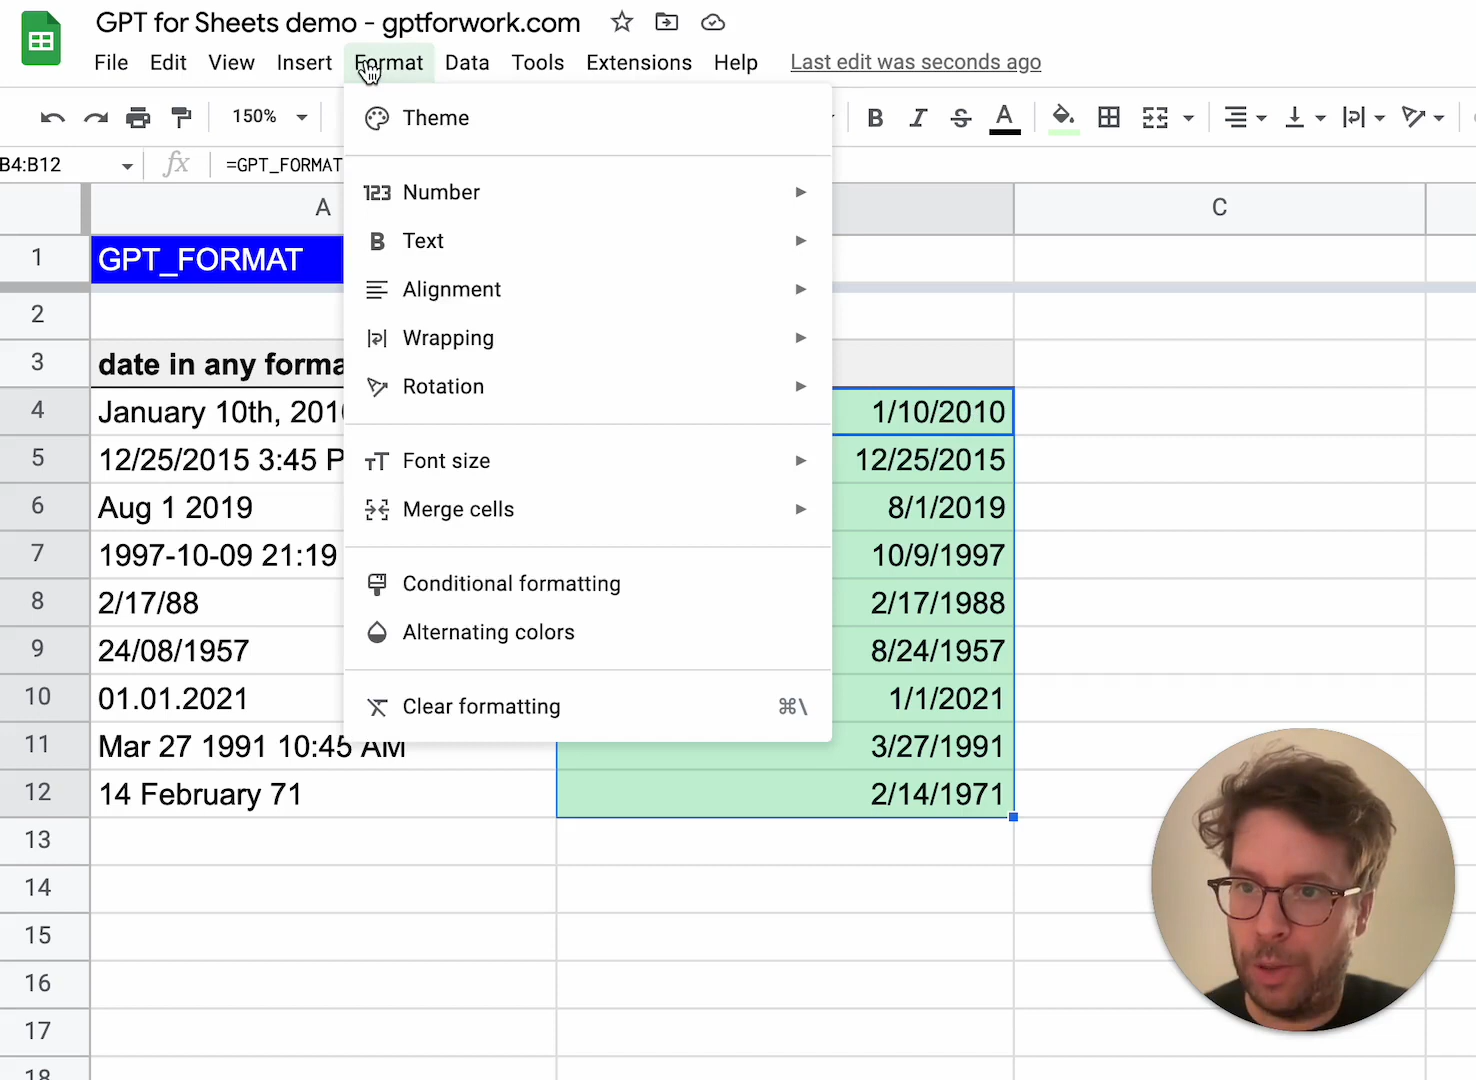 GPT for Sheets demo - gptforwork.com
File Edit View Insert Format Data Tools Extensions Help Last edit was seconds ago
150% B I S A
B4:B12 fx =GPT_FORMAT
A C
1 GPT_FORMAT
2
3 date in any forma
4 January 10th, 2010 1/10/2010
5 12/25/2015 3:45 P 12/25/2015
6 Aug 1 2019 8/1/2019
7 1997-10-09 21:19 10/9/1997
8 2/17/88 2/17/1988
9 24/08/1957 8/24/1957
10 01.01.2021 1/1/2021
11 Mar 27 1991 10:45 AM 3/27/1991
12 14 February 71 2/14/1971
13
14
15
16
17
18
Theme
123 Number
B Text
Alignment
Wrapping
Rotation
TT Font size
Merge cells
Conditional formatting
Alternating colors
Clear formatting ⌘\